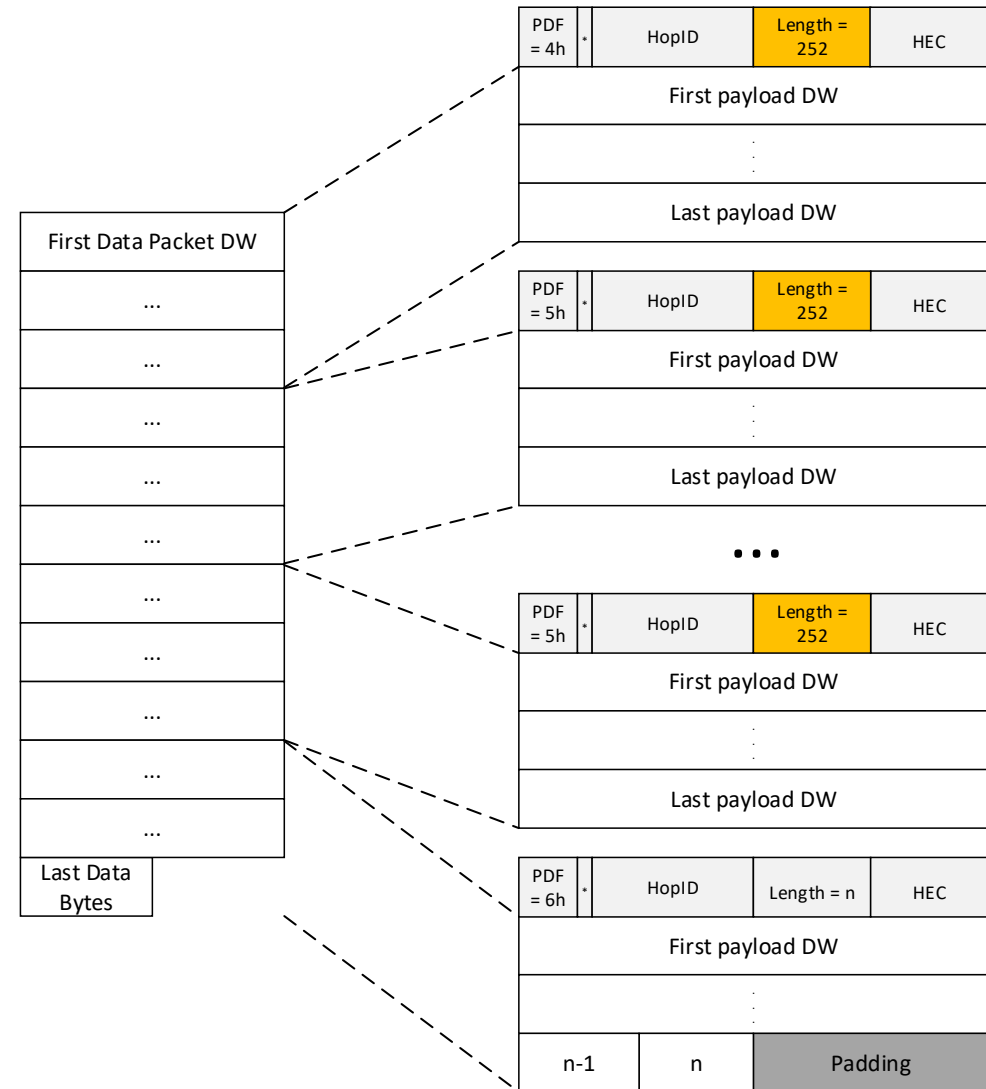 PDF
= 4h
*
HopID
Length =
252
HEC
First payload DW
.
.
.
Last payload DW
First Data Packet DW
...
...
...
...
...
...
...
...
...
...
Last Data
Bytes
PDF
= 5h
*
HopID
Length =
252
HEC
First payload DW
.
.
.
Last payload DW
...
PDF
= 5h
*
HopID
Length =
252
HEC
First payload DW
.
.
.
Last payload DW
PDF
= 6h
*
HopID
Length = n
HEC
First payload DW
.
.
.
n-1
n
Padding